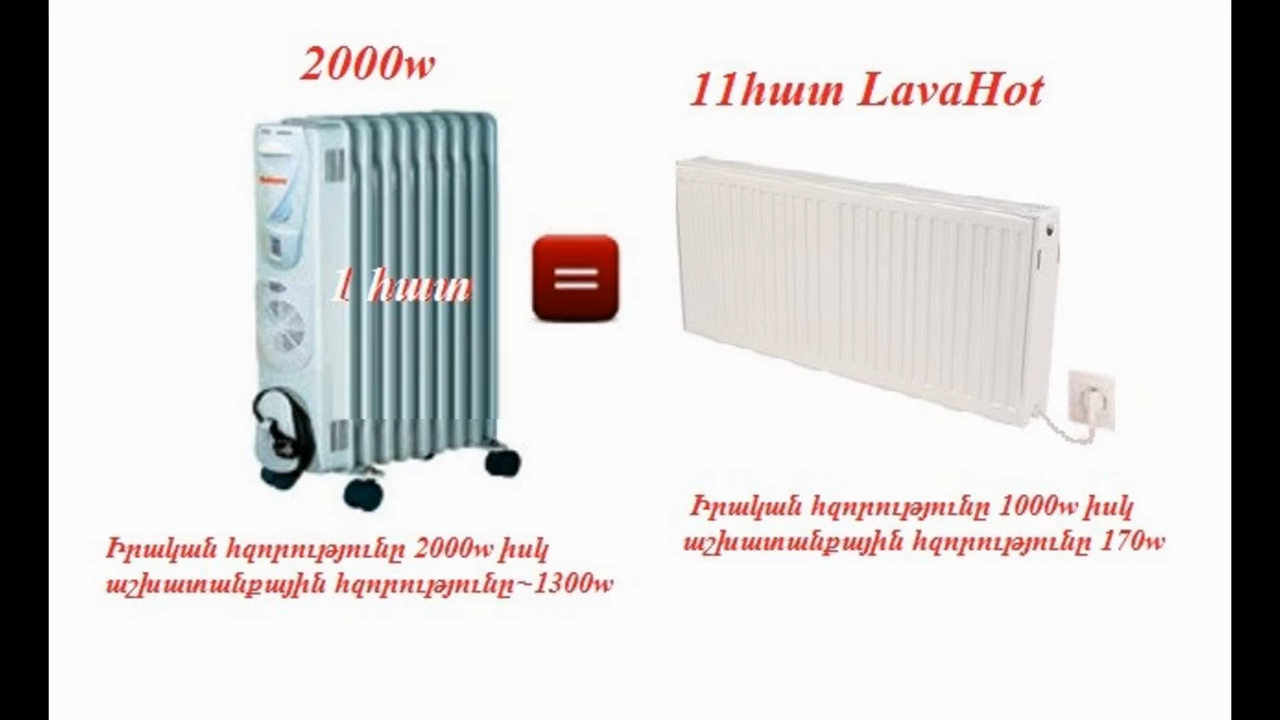 2000w
11հատ LavaHot
1 հատ
Իրական հզորությունը 2000w իսկ
աշխատանքային հզորությունը~1300w
Իրական հզորությունը 1000w իսկ
աշխատանքային հզորությունը 170w